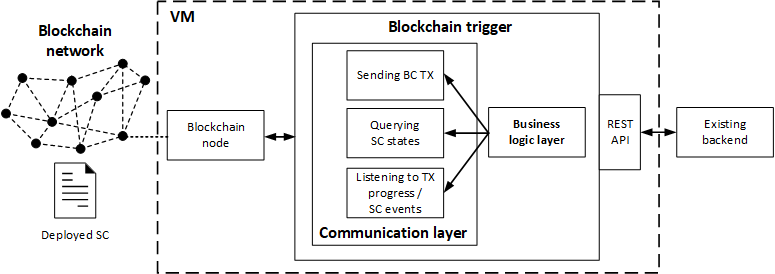 Blockchain
network
Deployed SC
VM
Blockchain
node
Blockchain trigger
Sending BC TX
Querying
SC states
Listening to TX
progress /
SC events
Communication layer
Business
logic layer
REST
API
Existing
backend